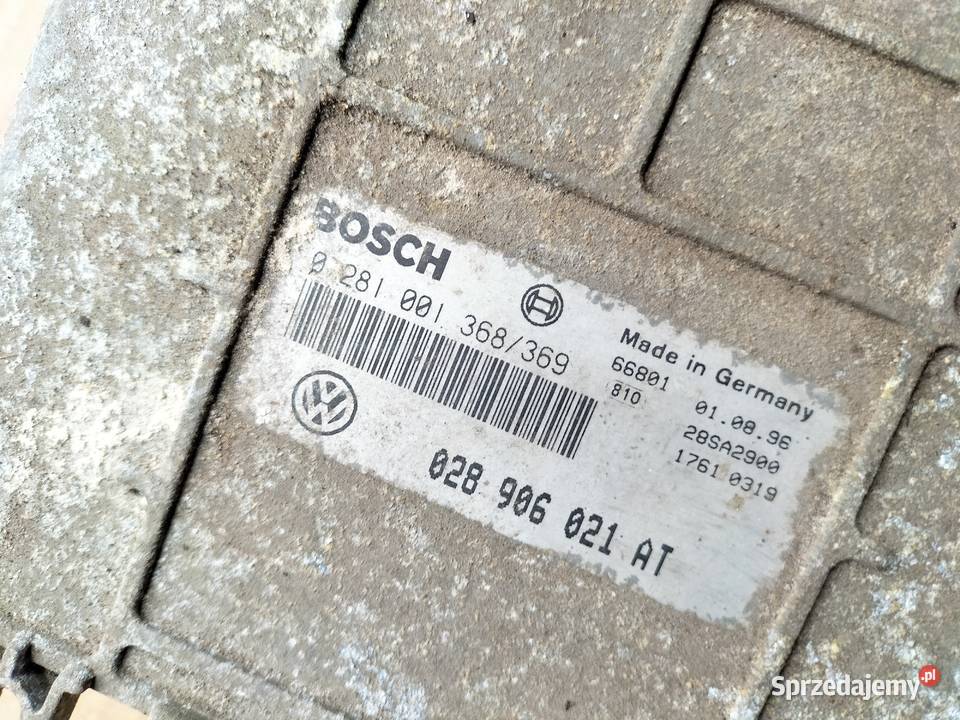 BOSCH
0 281 001 368/369
Made in Germany
66801
810
01.08.96
28SA2900
1761 0319
028 906 021 AT
Sprzedajemy.pl